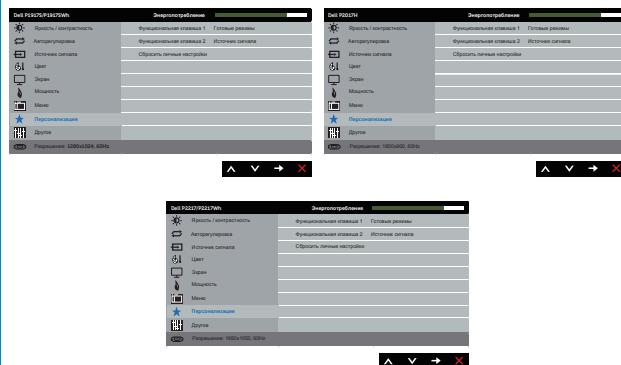 Dell P1917S/P1917SWh Энергопотребление
Яркость / контрастность Функциональная клавиша 1 Готовые режимы
Авторегулировка Функциональная клавиша 2 Источник сигнала
Источник сигнала Сбросить личные настройки
Цвет
Экран
Мощность
Меню
Персонализация
Другое
Разрешение: 1280x1024, 60Hz
Dell P2017H Энергопотребление
Яркость / контрастность Функциональная клавиша 1 Готовые режимы
Авторегулировка Функциональная клавиша 2 Источник сигнала
Источник сигнала Сбросить личные настройки
Цвет
Экран
Мощность
Меню
Персонализация
Другое
Разрешение: 1600x900, 60Hz
Dell P2217/P2217Wh Энергопотребление
Яркость / контрастность Функциональная клавиша 1 Готовые режимы
Авторегулировка Функциональная клавиша 2 Источник сигнала
Источник сигнала Сбросить личные настройки
Цвет
Экран
Мощность
Меню
Персонализация
Другое
Разрешение: 1680x1050, 60Hz